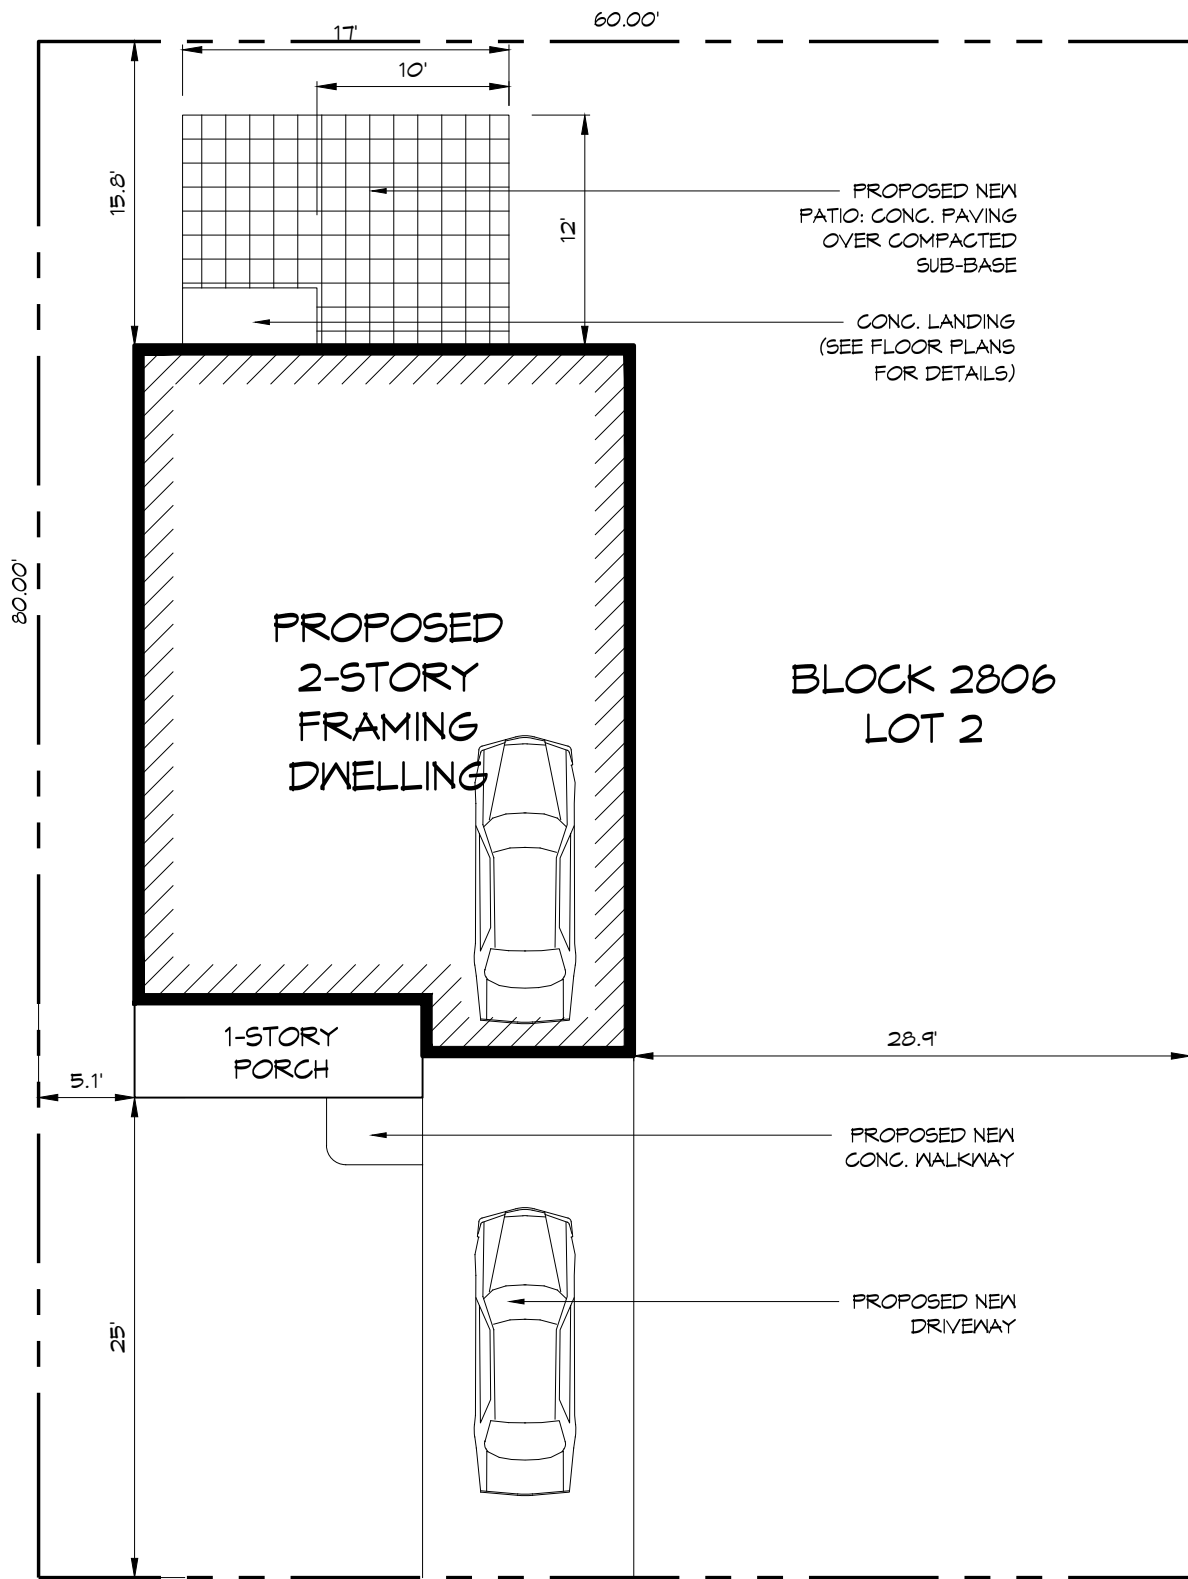 60.00'
17'
10'
15.8'
12'
PROPOSED NEW
PATIO: CONC. PAVING
OVER COMPACTED
SUB-BASE
CONC. LANDING
(SEE FLOOR PLANS
FOR DETAILS)
80.00'
PROPOSED
2-STORY
FRAMING
DWELLING
BLOCK 2806
LOT 2
1-STORY
PORCH
28.9'
5.1'
PROPOSED NEW
CONC. WALKWAY
25'
PROPOSED NEW
DRIVEWAY